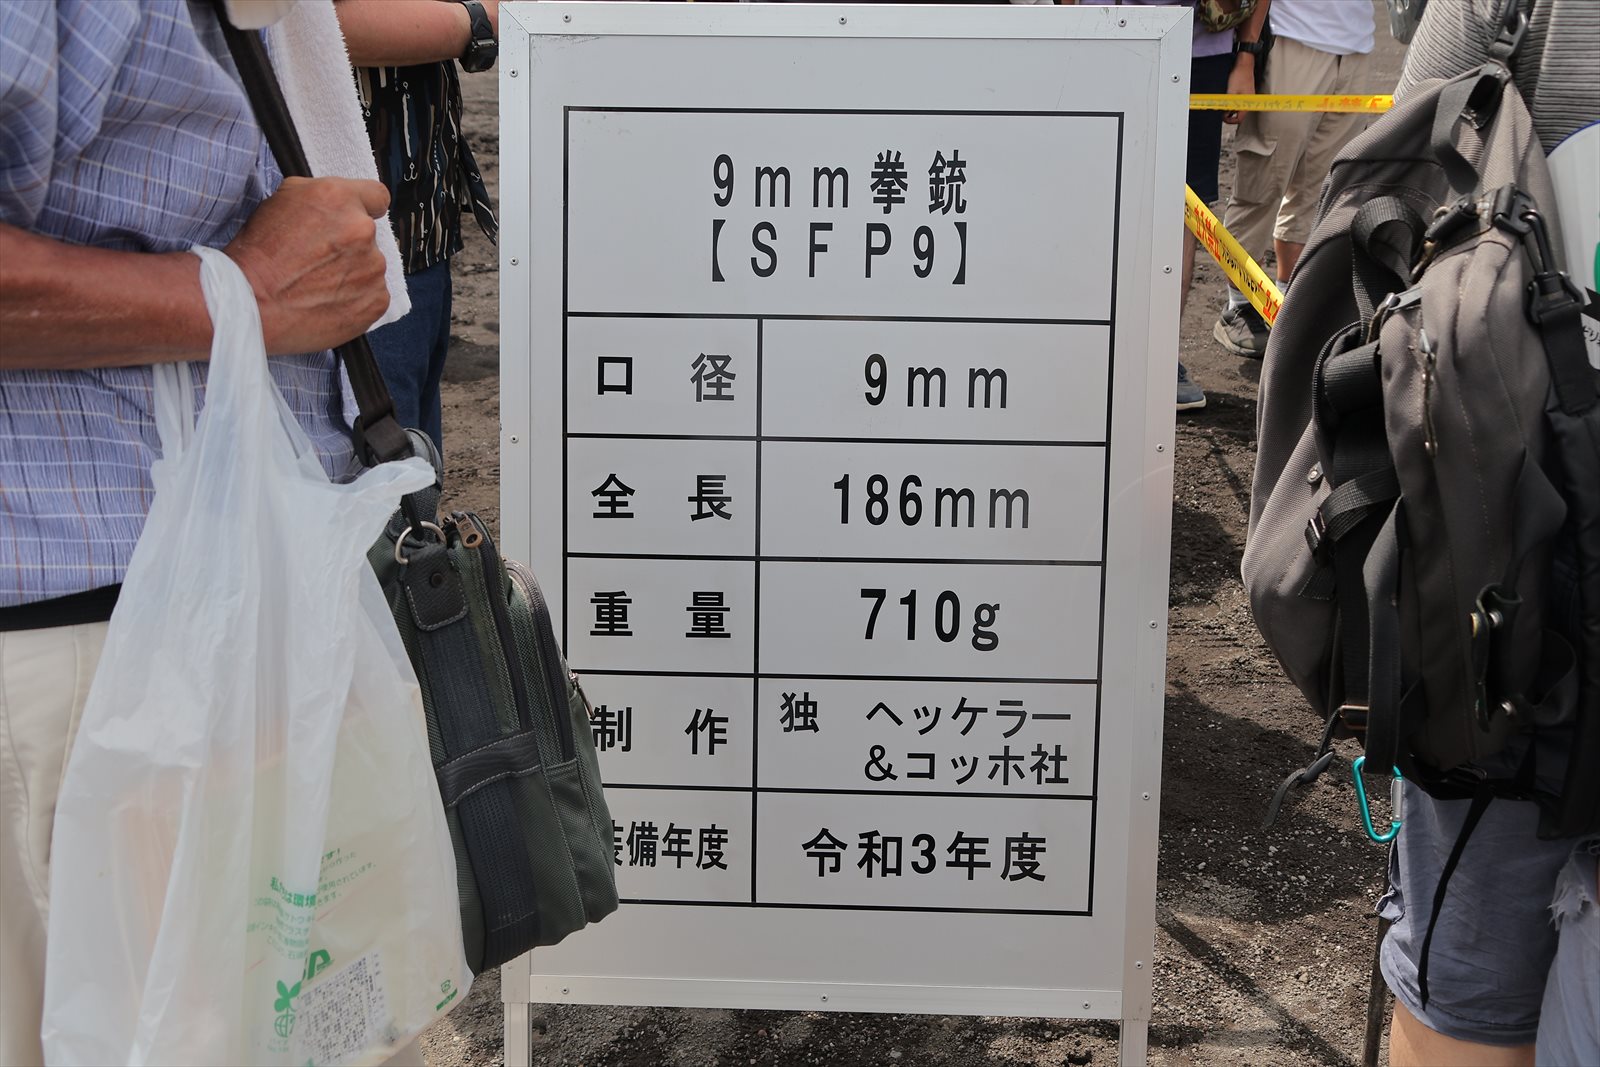 9mm拳銃
【SFP9】
口径 9mm
全長 186mm
重量 710g
制作 独 ヘッケラー
&コッホ社
装備年度 令和3年度